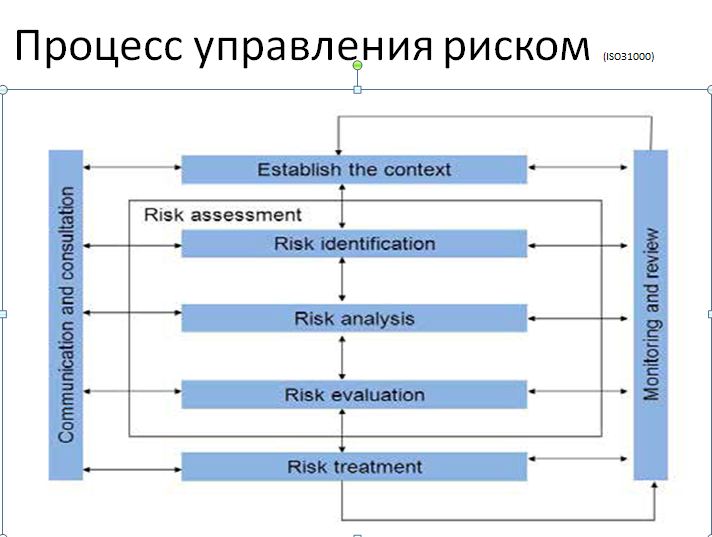 Процесс управления риском (ISO31000)
Establish the context
Risk assessment
Risk identification
Risk analysis
Risk evaluation
Risk treatment
Communication and consultation
Monitoring and review